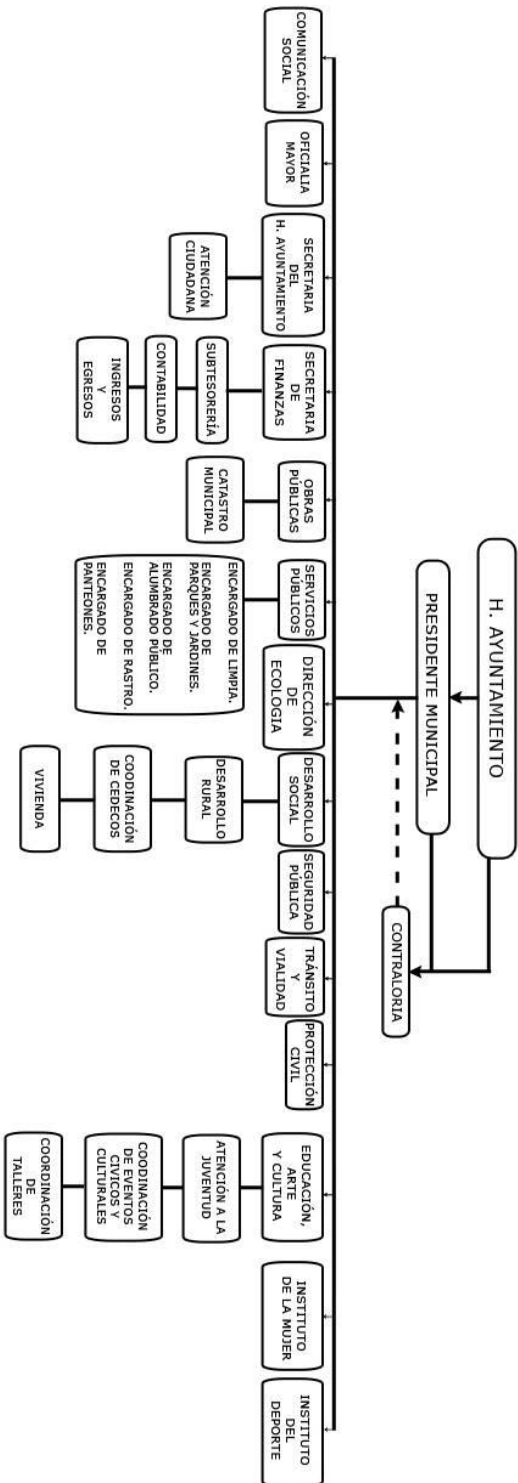 H. AYUNTAMIENTO
PRESIDENTE MUNICIPAL
CONTRALORIA
COMUNICACIÓN
SOCIAL
OFICIALIA
MAYOR
SECRETARIA
DEL
H. AYUNTAMIENTO
ATENCIÓN
CIUDADANA
SECRETARIA
DE
FINANZAS
SUBTESORERÍA
CONTABILIDAD
INGRESOS
Y
EGRESOS
OBRAS
PÚBLICAS
CATASTRO
MUNICIPAL
SERVICIOS
PÚBLICOS
ENCARGADO DE LIMPIA.
ENCARGADO DE
PARQUES Y JARDINES.
ENCARGADO DE
ALUMBRADO PÚBLICO.
ENCARGADO DE RASTRO.
ENCARGADO DE
PANTEONES.
DIRECCIÓN
DE
ECOLOGIA
DESARROLLO
SOCIAL
DESARROLLO
RURAL
COODINACIÓN
DE CEDECOS
VIVIENDA
SEGURIDAD
PÚBLICA
TRÁNSITO
Y
VIALIDAD
PROTECCIÓN
CIVIL
EDUCACIÓN,
ARTE
Y CULTURA
ATENCIÓN A LA
JUVENTUD
COODINACIÓN
DE EVENTOS
CIVICOS Y
CULTURALES
COORDINACIÓN
DE
TALLERES
INSTITUTO
DE LA MUJER
INSTITUTO
DEL
DEPORTE